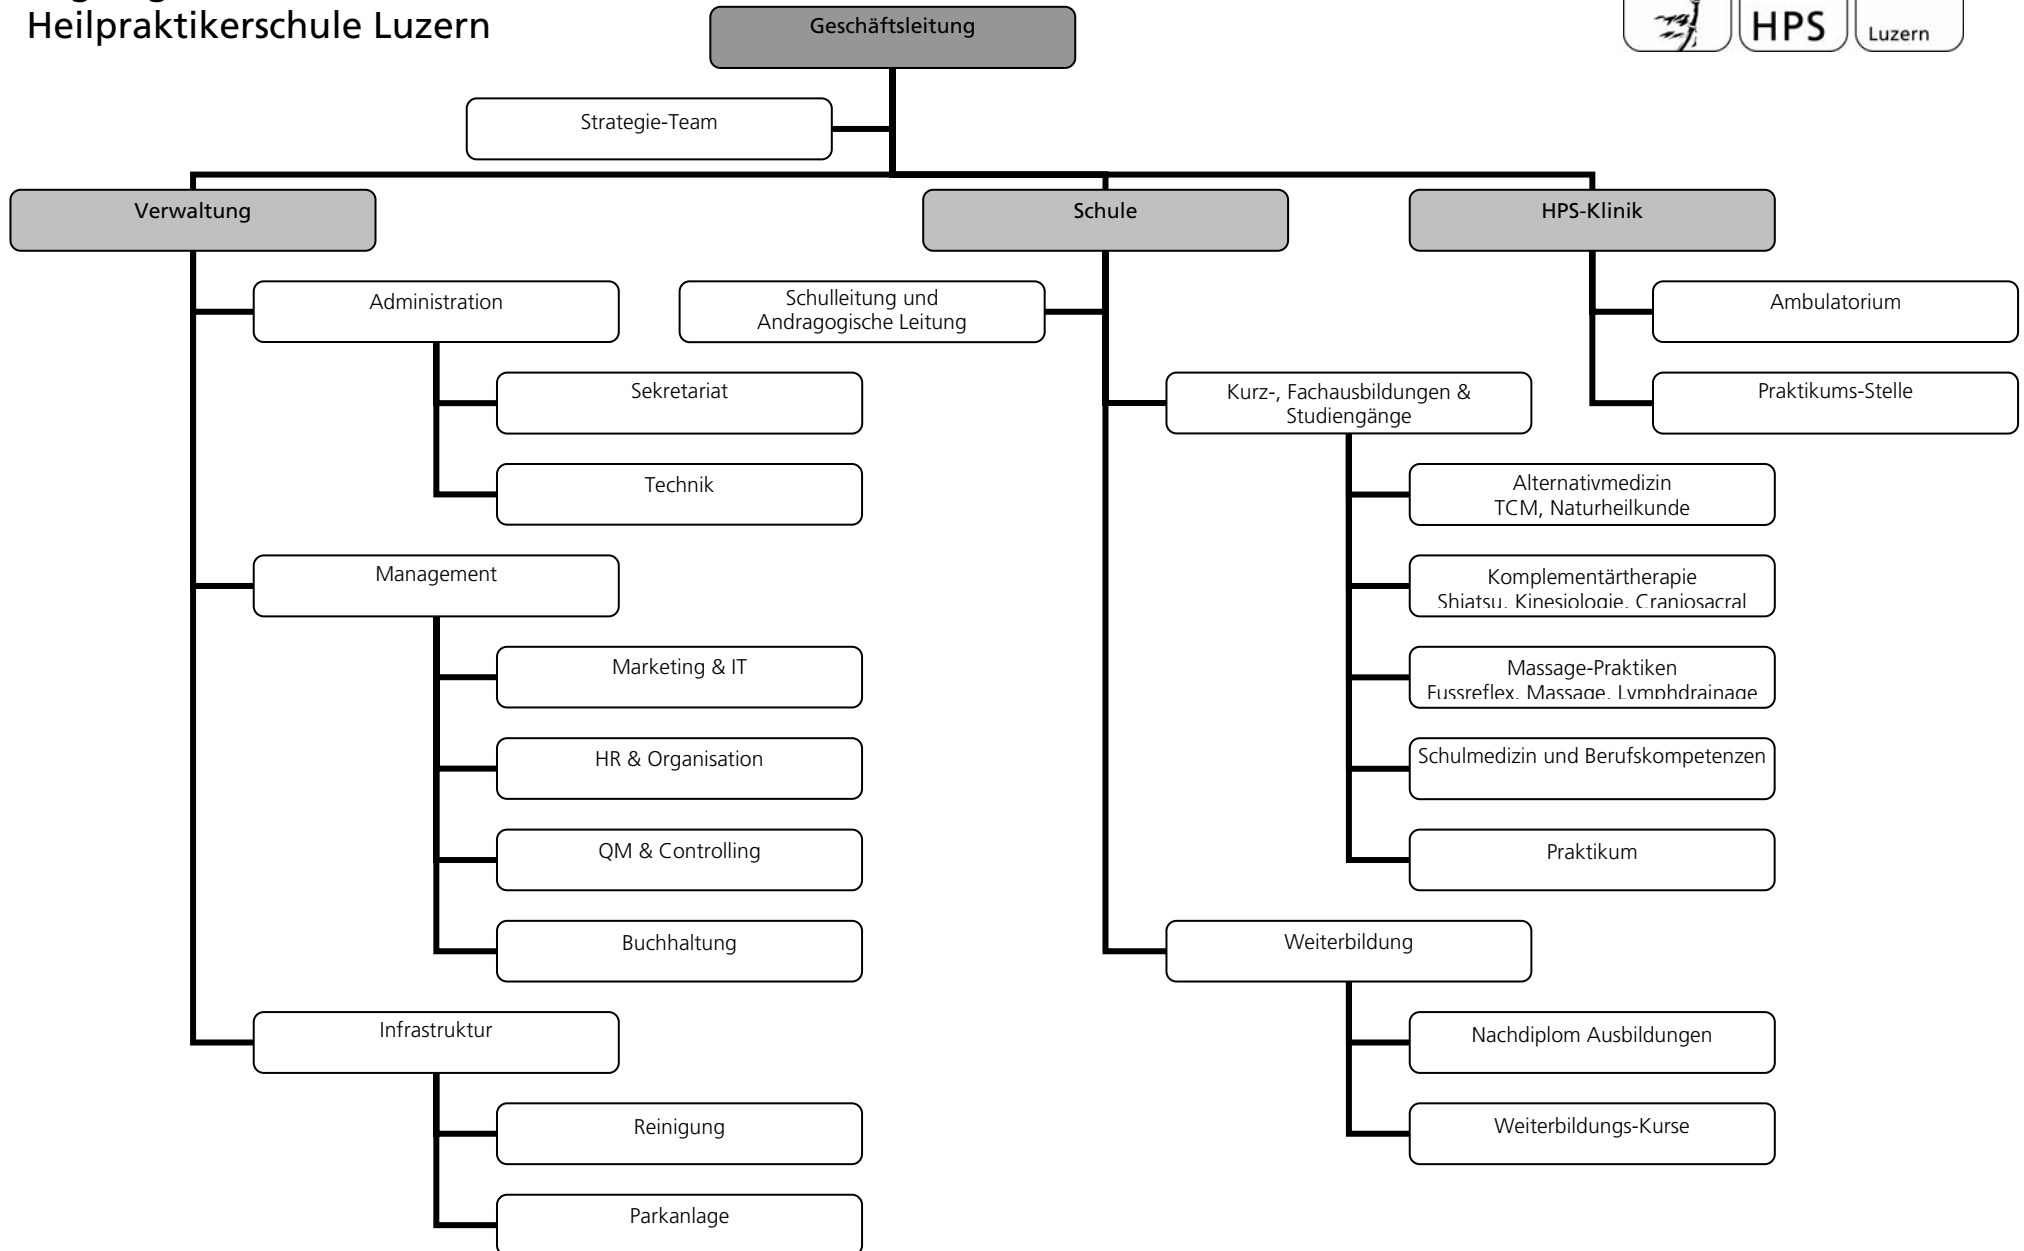 Heilpraktikerschule Luzern
Geschäftsleitung
HPS
Luzern
Strategie-Team
Verwaltung
Schule
HPS-Klinik
Administration
Schulleitung und
Andragogische Leitung
Ambulatorium
Sekretariat
Kurz-, Fachausbildungen &
Studiengänge
Praktikums-Stelle
Technik
Alternativmedizin
TCM, Naturheilkunde
Management
Komplementärtherapie
Shiatsu, Kinesiologie, Craniosacral
Marketing & IT
Massage-Praktiken
Fussreflex, Massage, Lymphdrainage
HR & Organisation
Schulmedizin und Berufskompetenzen
QM & Controlling
Praktikum
Buchhaltung
Weiterbildung
Infrastruktur
Nachdiplom Ausbildungen
Reinigung
Weiterbildungs-Kurse
Parkanlage